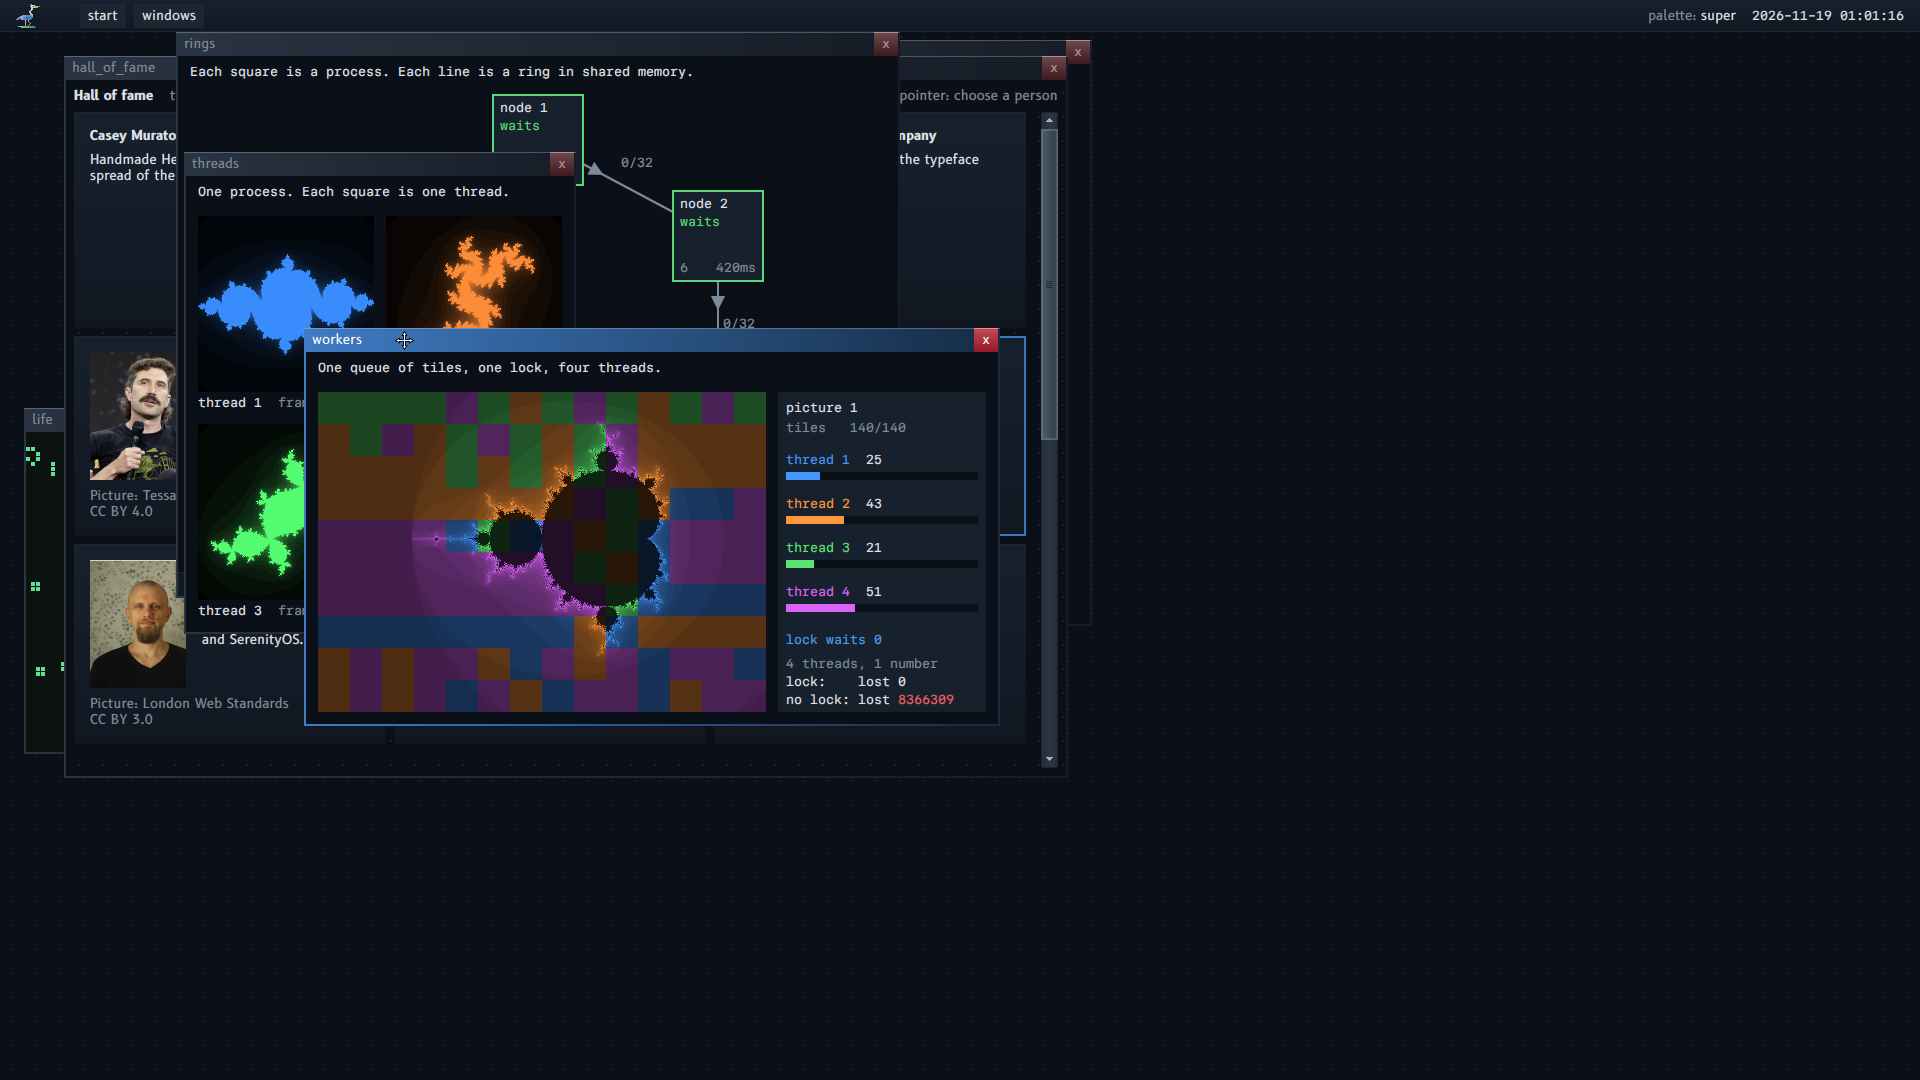 start windows palette: super 2026-11-19 01:01:16
rings x
x
hall_of_fame x
Each square is a process. Each line is a ring in shared memory.
Hall of fame pointer: choose a person
node 1
waits
Casey
Handmade
spread of the
the typeface
threads x
0/32
One process. Each square is one thread.
node 2
waits
6 420ms
0/32
workers x
One queue of tiles, one lock, four threads.
thread 1
picture 1
tiles 140/140
thread 1 25
thread 2 43
thread 3 21
thread 4 51
lock waits 0
4 threads, 1 number
lock: lost 0
no lock: lost 8366309
life
Picture: Tessa
CC BY 4.0
thread 3
and SerenityOS.
Picture: London Web Standards
CC BY 3.0